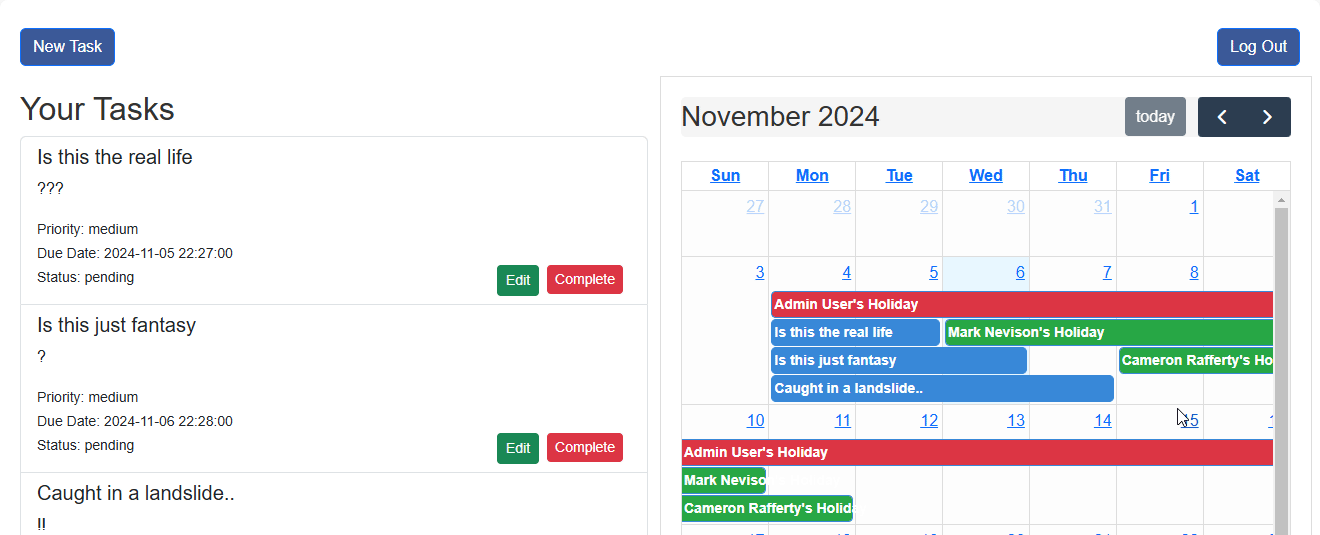 New Task
Log Out
Your Tasks
Is this the real life
???
Priority: medium
Due Date: 2024-11-05 22:27:00
Status: pending
Edit Complete
Is this just fantasy
?
Priority: medium
Due Date: 2024-11-06 22:28:00
Status: pending
Edit Complete
Caught in a landslide..
!!
November 2024
today
Sun Mon Tue Wed Thu Fri Sat
27 28 29 30 31 1
3 4 5 6 7 8
Admin User's Holiday
Is this the real life Mark Nevison's Holiday
Is this just fantasy Cameron Rafferty's Ho
Caught in a landslide..
10 11 12 13 14 15
Admin User's Holiday
Mark Neviso
Cameron Rafferty's Holida